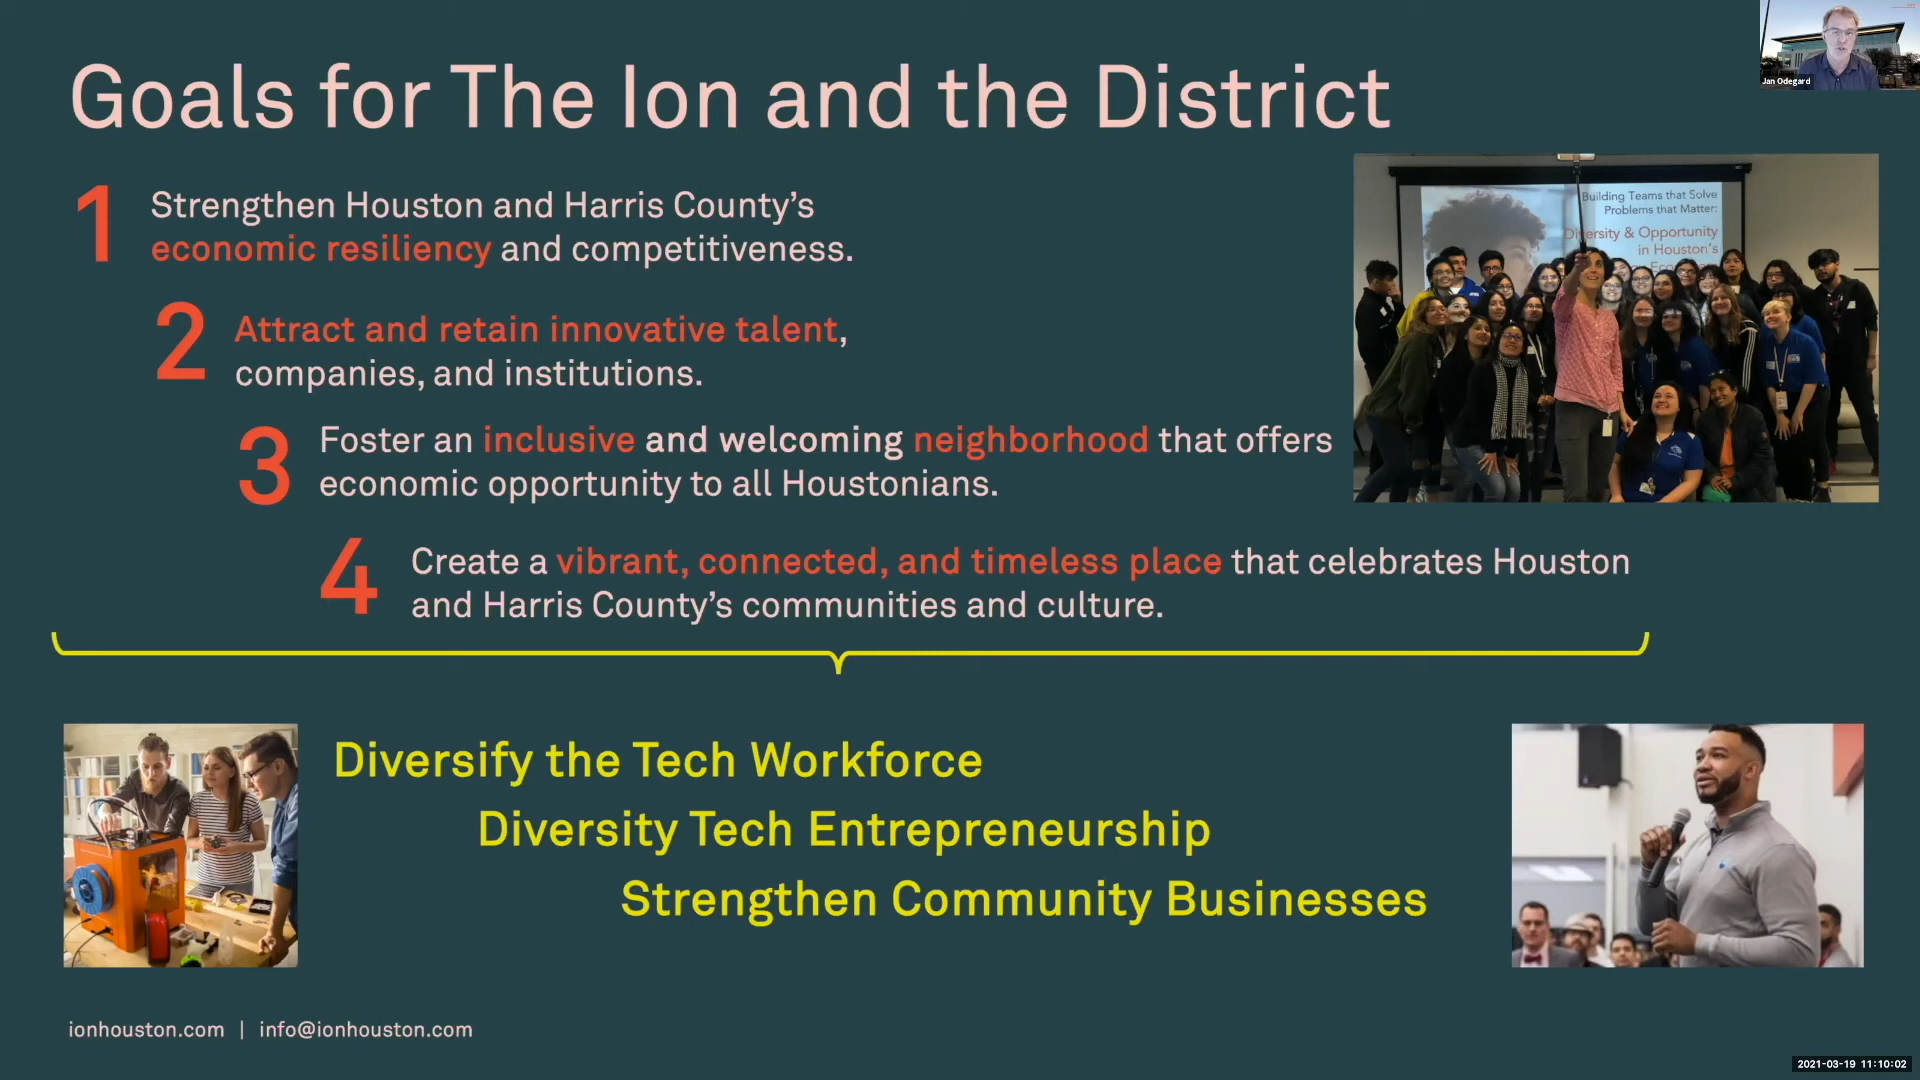 Goals for The Ion and the District
Jan Odegard
1
Strengthen Houston and Harris County's
economic resiliency and competitiveness.
2
Attract and retain innovative talent,
companies, and institutions.
3
Foster an inclusive and welcoming neighborhood that offers
economic opportunity to all Houstonians.
4
Create a vibrant, connected, and timeless place that celebrates Houston
and Harris County's communities and culture.
Building Teams that Solve
Problems that Matter:
Diversity & Opportunity
in Houston's
Diversify the Tech Workforce
Diversity Tech Entrepreneurship
Strengthen Community Businesses
ionhouston.com | info@ionhouston.com
2021-03-19 11:10:02